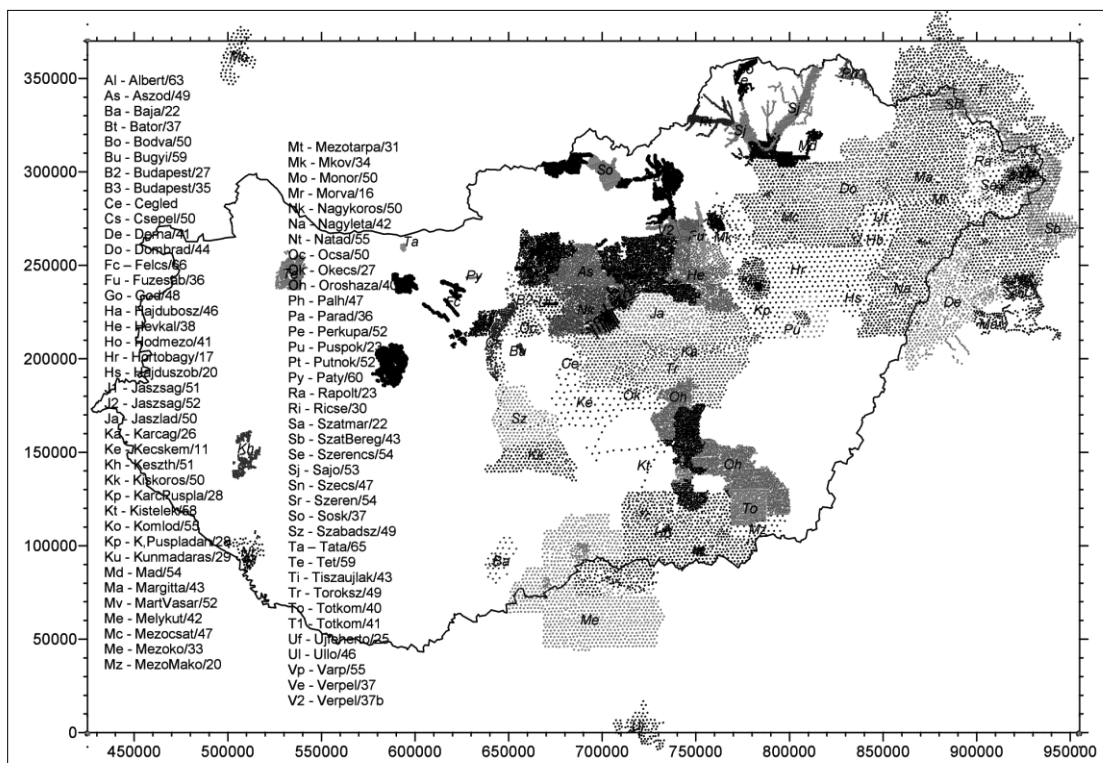 350000
300000
250000
200000
150000
100000
50000
0
Al - Albert/63
As - Aszod/49
Ba - Baja/22
Bt - Bator/37
Bo - Bodva/50
Bu - Bugyi/59
B2 - Budapest/27
B3 - Budapest/35
Ce - Cegled
Cs - Csepel/50
De - Derna/41
Do - Dombrad/44
Fc - Felcs/66
Fu - Fuzesab/36
Go - God/48
Ha - Hajdubosz/46
He - Hevkal/38
Ho - Hodmezo/41
Hr - Hortobagy/17
Hs - Hajduszob/20
J1 - Jaszsag/51
J2 - Jaszsag/52
Ja - Jaszlad/50
Ka - Karcag/26
Ke - Kecskem/11
Kh - Keszth/51
Kk - Kiskoros/50
Kp - KarcPuspla/28
Kt - Kistelek/58
Ko - Komlod/55
Kp - K,Puspladan/28
Ku - Kunmadaras/29
Md - Mad/54
Ma - Margitta/43
Mv - MartVasar/52
Me - Melykut/42
Mc - Mezocsat/47
Me - Mezoko/33
Mz - MezoMako/20
Mt - Mezotarpa/31
Mk - Mkov/34
Mo - Monor/50
Mr - Morva/16
Nk - Nagykoros/50
Na - Nagyleta/42
Nt - Natad/55
Oc - Ocsa/50
Ok - Okecs/27
Oh - Oroshaza/40
Ph - Palh/47
Pa - Parad/36
Pe - Perkupa/52
Pu - Puspok/23
Pt - Putnok/52
Py - Paty/60
Ra - Rapolt/23
Ri - Ricse/30
Sa - Szatmar/22
Sb - SzatBereg/43
Se - Szerencs/54
Sj - Sajo/53
Sn - Szecs/47
Sr - Szeren/54
So - Sosk/37
Sz - Szabadsz/49
Ta – Tata/65
Te - Tet/59
Ti - Tiszaujlak/43
Tr - Toroksz/49
To - Totkom/40
T1 - Totkom/41
Uf - Ujfeherto/25
Ul - Ullo/46
Vp - Varp/55
Ve - Verpel/37
V2 - Verpel/37b
Sj
Sj
So
Ta
Py
As
He
Mk
Mc
Do
Ma
Ra
Uf
Hb
Sb
Hr
Hs
Na
De
Kp
Pu
Ja
Ka
Tr
Ce
Bu
Ke
Ok
Oh
Sz
Kk
Kt
Oh
To
Mz
Ba
Me
Kh
450000 500000 550000 600000 650000 700000 750000 800000 850000 900000 950000